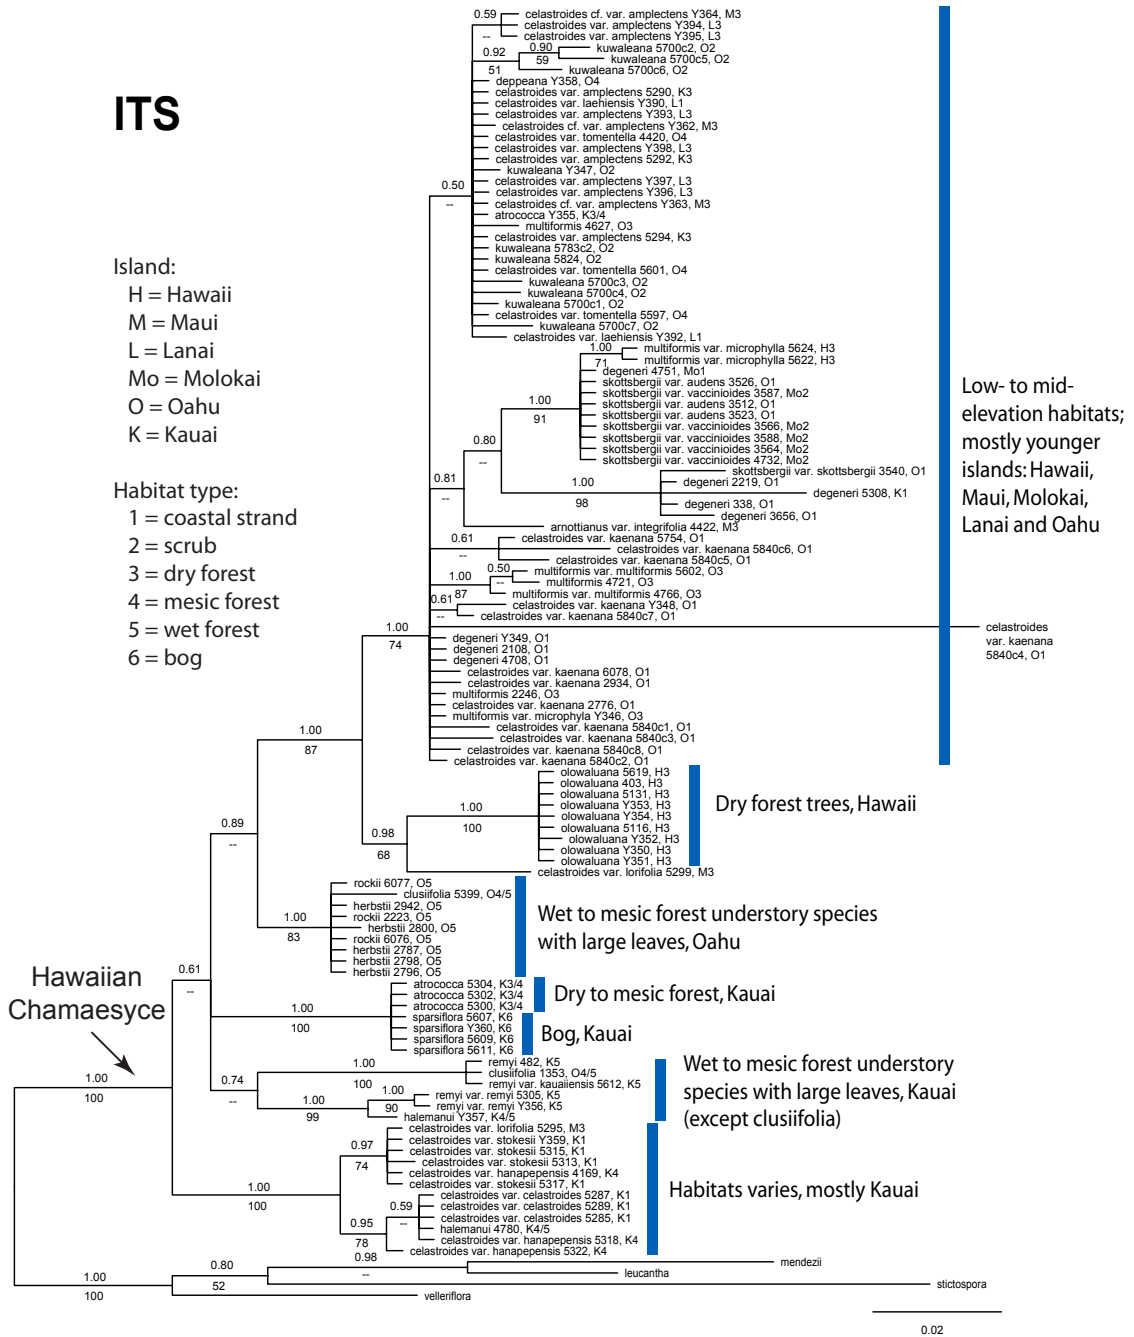 ITS
Island:
H = Hawaii
M = Maui
L = Lanai
Mo = Molokai
O = Oahu
K = Kauai
Habitat type:
1 = coastal strand
2 = scrub
3 = dry forest
4 = mesic forest
5 = wet forest
6 = bog
Hawaiian
Chamaesyce
0.59
--
celastroides cf. var. amplectens Y364, M3
celastroides var. amplectens Y394, L3
celastroides var. amplectens Y395, L3
0.92
51
0.90
59
kuwaleana 5700c2, O2
kuwaleana 5700c5, O2
kuwaleana 5700c6, O2
deppeana Y358, O4
celastroides var. amplectens 5290, K3
celastroides var. laehiensis Y390, L1
celastroides var. amplectens Y393, L3
celastroides cf. var. amplectens Y362, M3
celastroides var. tomentella 4420, O4
celastroides var. amplectens Y398, L3
celastroides var. amplectens 5292, K3
kuwaleana Y347, O2
celastroides var. amplectens Y397, L3
0.50
--
celastroides var. amplectens Y396, L3
celastroides cf. var. amplectens Y363, M3
atrococca Y355, K3/4
multiformis 4627, O3
celastroides var. amplectens 5294, K3
kuwaleana 5783c2, O2
kuwaleana 5824, O2
celastroides var. tomentella 5601, O4
kuwaleana 5700c3, O2
kuwaleana 5700c4, O2
kuwaleana 5700c1, O2
celastroides var. tomentella 5597, O4
kuwaleana 5700c7, O2
celastroides var. laehiensis Y392, L1
1.00
71
multiformis var. microphylla 5624, H3
multiformis var. microphylla 5622, H3
degeneri 4751, Mo1
skottsbergii var. audens 3526, O1
skottsbergii var. vaccinioides 3587, Mo2
1.00
91
skottsbergii var. audens 3512, O1
skottsbergii var. audens 3523, O1
skottsbergii var. vaccinioides 3566, Mo2
skottsbergii var. vaccinioides 3588, Mo2
skottsbergii var. vaccinioides 3564, Mo2
skottsbergii var. vaccinioides 4732, Mo2
0.80
--
0.81
--
1.00
98
skottsbergii var. skottsbergii 3540, O1
degeneri 2219, O1
degeneri 5308, K1
degeneri 338, O1
degeneri 3656, O1
arnottianus var. integrifolia 4422, M3
0.61
--
celastroides var. kaenana 5754, O1
celastroides var. kaenana 5840c6, O1
celastroides var. kaenana 5840c5, O1
1.00
87
0.50
--
multiformis var. multiformis 5602, O3
multiformis 4721, O3
multiformis var. multiformis 4766, O3
0.61
--
celastroides var. kaenana Y348, O1
celastroides var. kaenana 5840c7, O1
celastroides
var. kaenana
5840c4, O1
1.00
74
degeneri Y349, O1
degeneri 2108, O1
degeneri 4708, O1
celastroides var. kaenana 6078, O1
celastroides var. kaenana 2934, O1
multiformis 2246, O3
celastroides var. kaenana 2776, O1
multiformis var. microphyla Y346, O3
celastroides var. kaenana 5840c1, O1
celastroides var. kaenana 5840c3, O1
celastroides var. kaenana 5840c8, O1
celastroides var. kaenana 5840c2, O1
Low- to mid-
elevation habitats;
mostly younger
islands: Hawaii,
Maui, Molokai,
Lanai and Oahu
1.00
87
olowaluana 5619, H3
olowaluana 403, H3
olowaluana 5131, H3
olowaluana Y353, H3
olowaluana Y354, H3
olowaluana 5116, H3
olowaluana Y352, H3
olowaluana Y350, H3
olowaluana Y351, H3
1.00
100
0.98
68
celastroides var. lorifolia 5299, M3
Dry forest trees, Hawaii
0.89
--
rockii 6077, O5
clusiifolia 5399, O4/5
herbstii 2942, O5
rockii 2223, O5
herbstii 2800, O5
rockii 6076, O5
herbstii 2787, O5
herbstii 2798, O5
herbstii 2796, O5
1.00
83
Wet to mesic forest understory species
with large leaves, Oahu
0.61
--
atrococca 5304, K3/4
atrococca 5302, K3/4
atrococca 5300, K3/4
Dry to mesic forest, Kauai
1.00
100
sparsiflora 5607, K6
sparsiflora Y360, K6
sparsiflora 5609, K6
sparsiflora 5611, K6
Bog, Kauai
0.74
--
1.00
100
remyi 482, K5
clusiifolia 1353, O4/5
remyi var. kauaiiensis 5612, K5
1.00
99
1.00
90
remyi var. remyi 5305, K5
remyi var. remyi Y356, K5
halemanui Y357, K4/5
Wet to mesic forest understory
species with large leaves, Kauai
(except clusiifolia)
1.00
100
0.97
74
celastroides var. lorifolia 5295, M3
celastroides var. stokesii Y359, K1
celastroides var. stokesii 5315, K1
celastroides var. stokesii 5313, K1
celastroides var. hanapepensis 4169, K4
celastroides var. stokesii 5317, K1
1.00
100
0.95
78
0.59
--
celastroides var. celastroides 5287, K1
celastroides var. celastroides 5289, K1
celastroides var. celastroides 5285, K1
halemanui 4780, K4/5
celastroides var. hanapepensis 5318, K4
celastroides var. hanapepensis 5322, K4
Habitats varies, mostly Kauai
1.00
100
0.80
52
0.98
--
mendezii
leucantha
stictospora
velleriflora
0.02